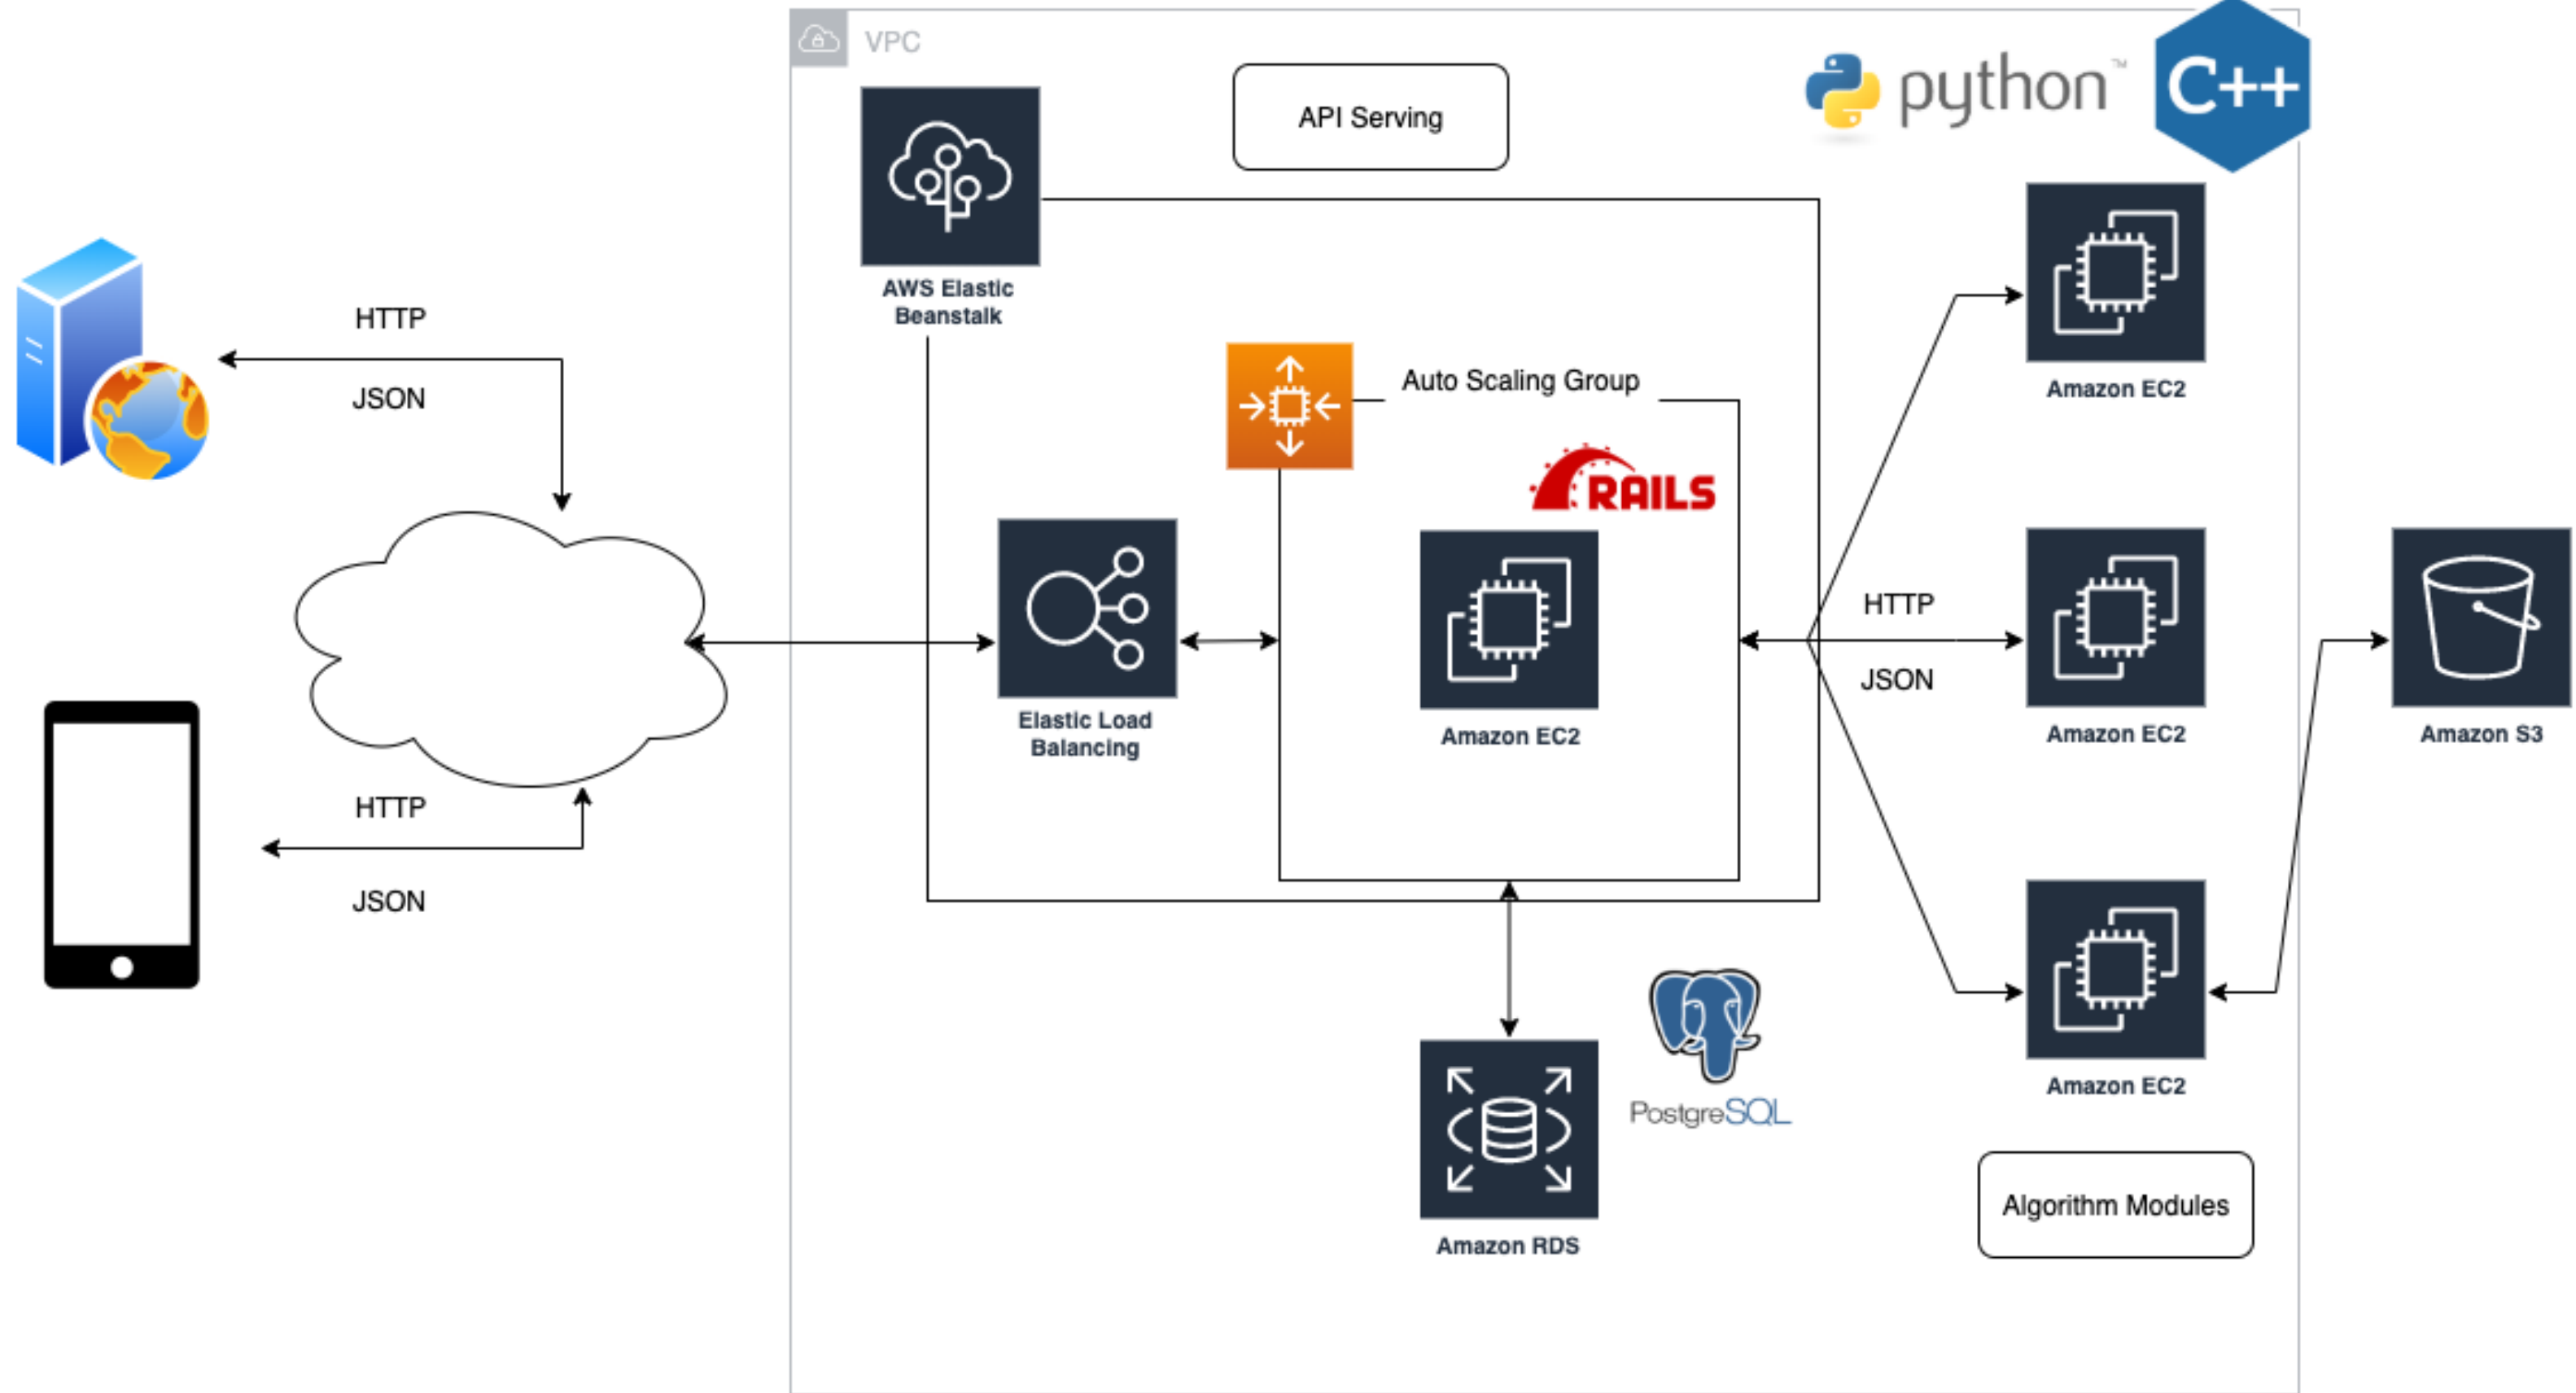 VPC
API Serving
python™
C++
AWS Elastic
Beanstalk
HTTP
JSON
Auto Scaling Group
RAILS
Amazon EC2
Elastic Load
Balancing
Amazon EC2
HTTP
JSON
Amazon EC2
Amazon S3
HTTP
JSON
PostgreSQL
Amazon EC2
Amazon RDS
Algorithm Modules